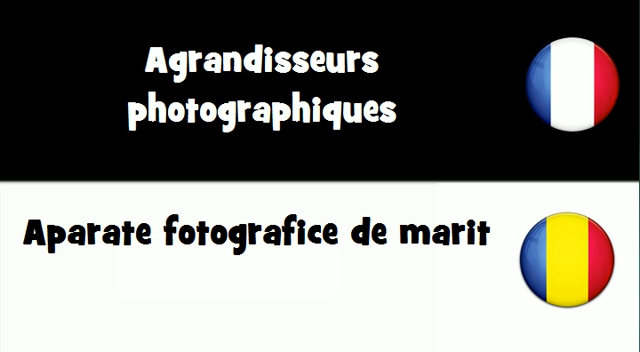 Agrandisseurs
photographiques
Aparate fotografice de marit